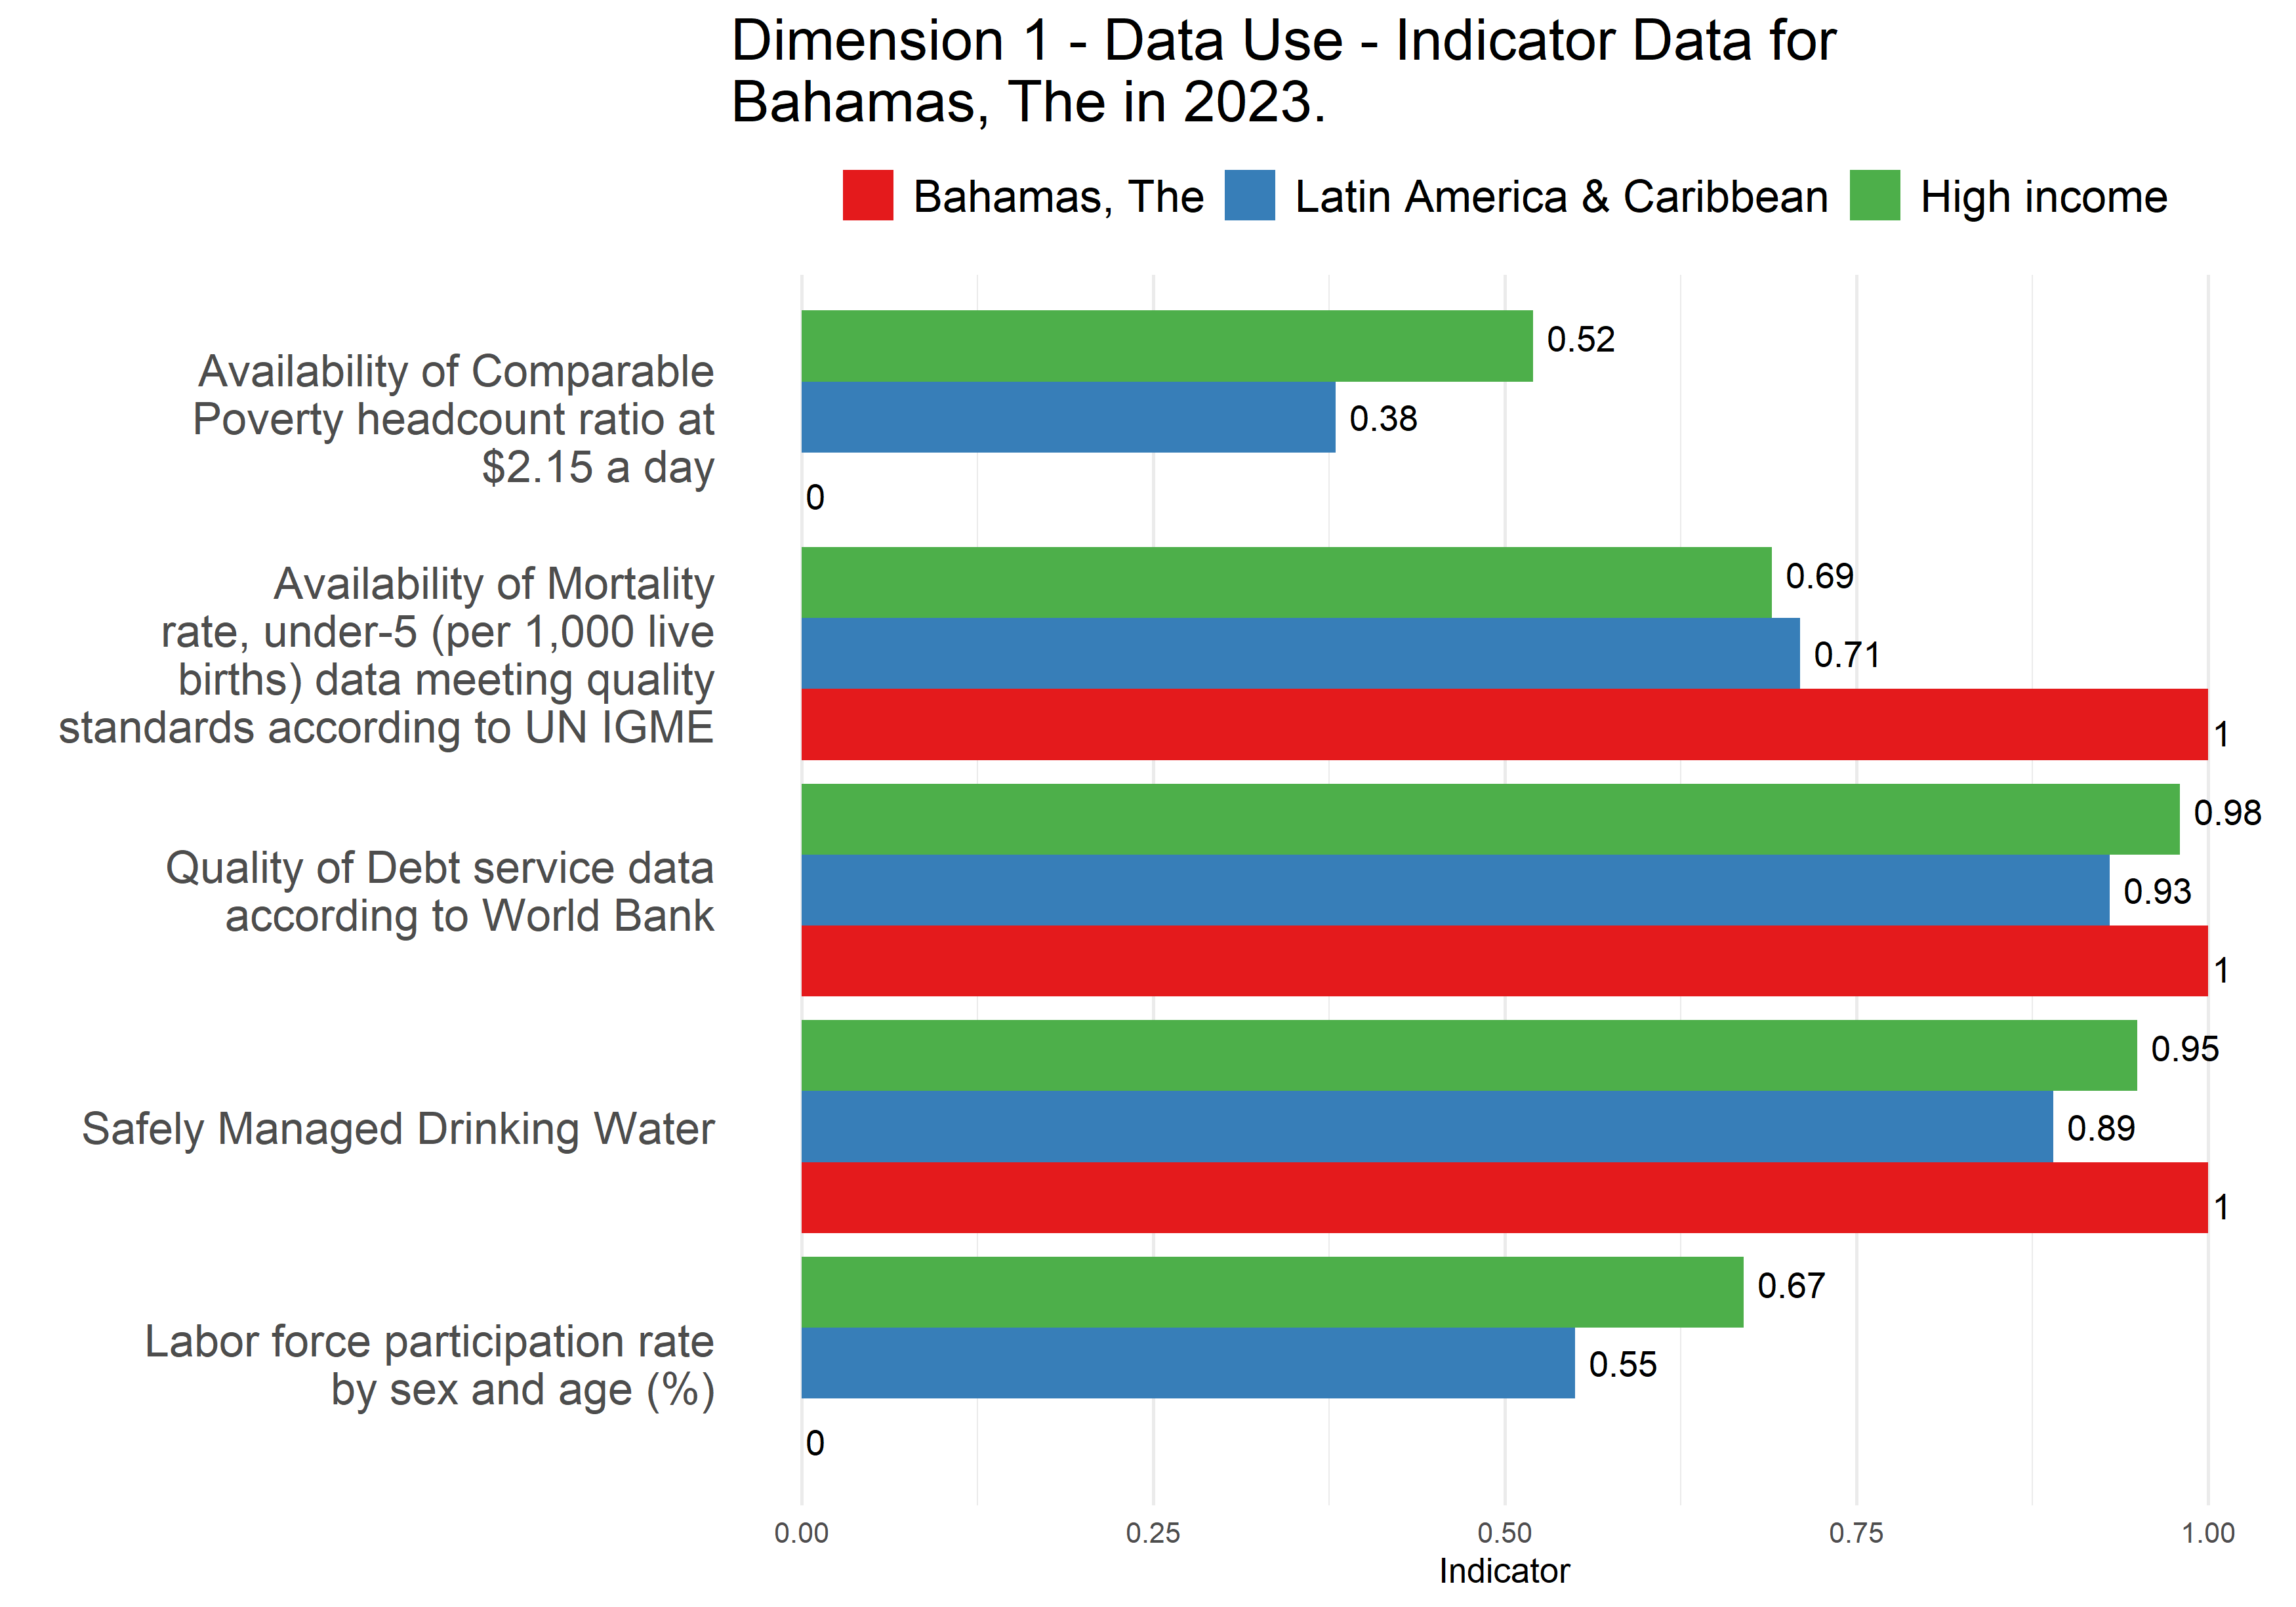 Dimension 1 - Data Use - Indicator Data for
Bahamas, The in 2023.
Bahamas, The
Latin America & Caribbean
High income
Availability of Comparable
Poverty headcount ratio at
$2.15 a day
0.52
0.38
0
Availability of Mortality
rate, under-5 (per 1,000 live
births) data meeting quality
standards according to UN IGME
0.69
0.71
1
Quality of Debt service data
according to World Bank
0.98
0.93
1
Safely Managed Drinking Water
0.95
0.89
1
Labor force participation rate
by sex and age (%)
0.67
0.55
0
0.00
0.25
0.50
0.75
1.00
Indicator